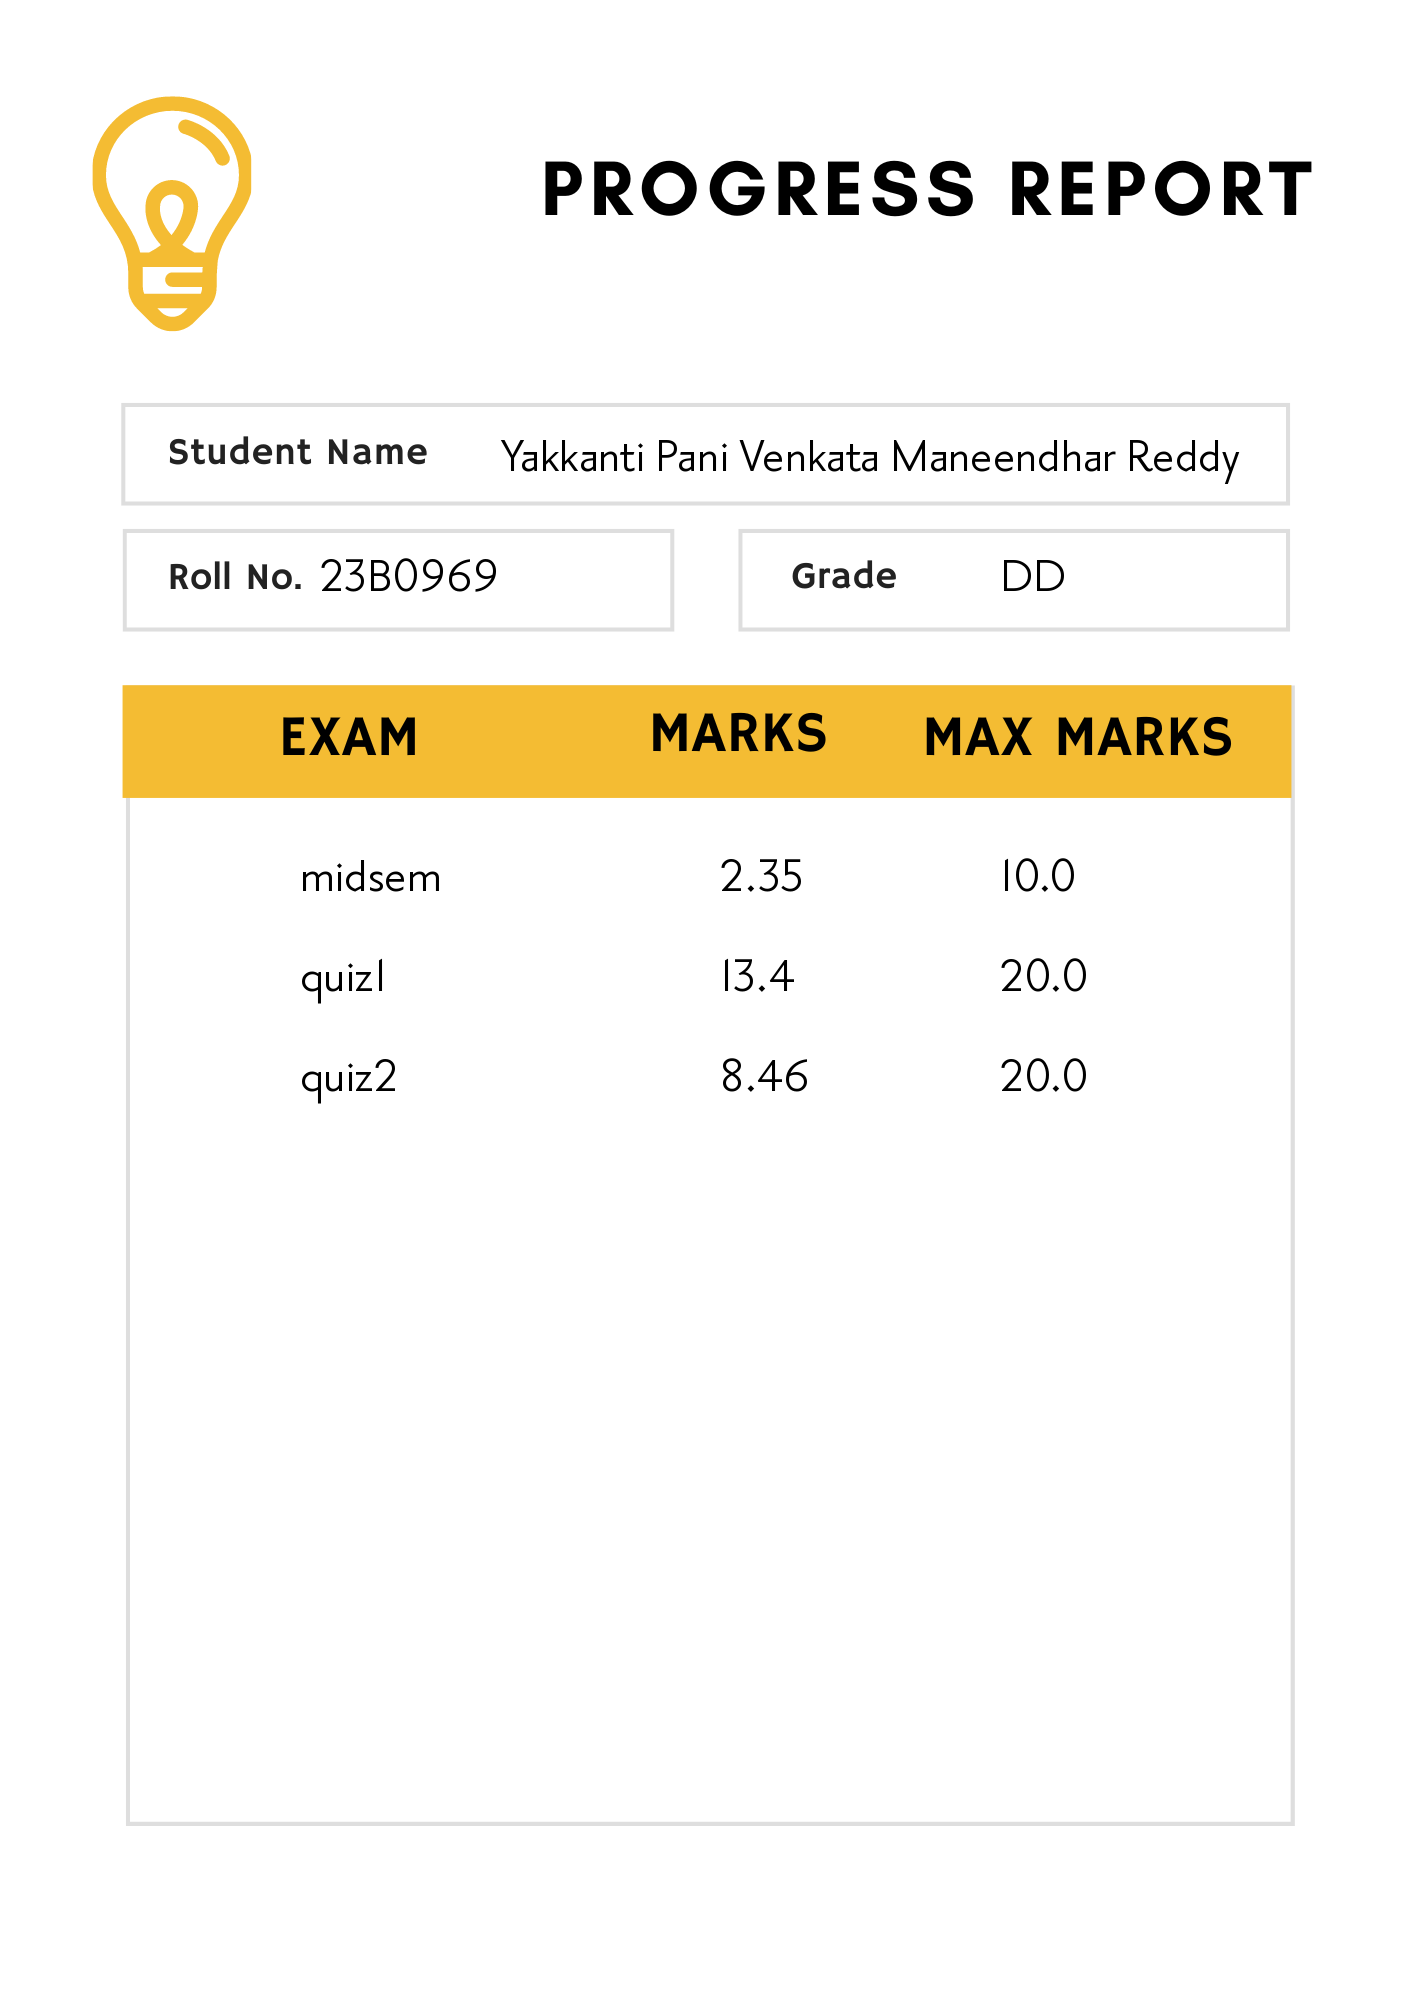 PROGRESS REPORT
Student Name Yakkanti Pani Venkata Maneendhar Reddy
Roll No. 23B0969 Grade DD
EXAM MARKS MAX MARKS
midsem 2.35 10.0
quiz1 13.4 20.0
quiz2 8.46 20.0